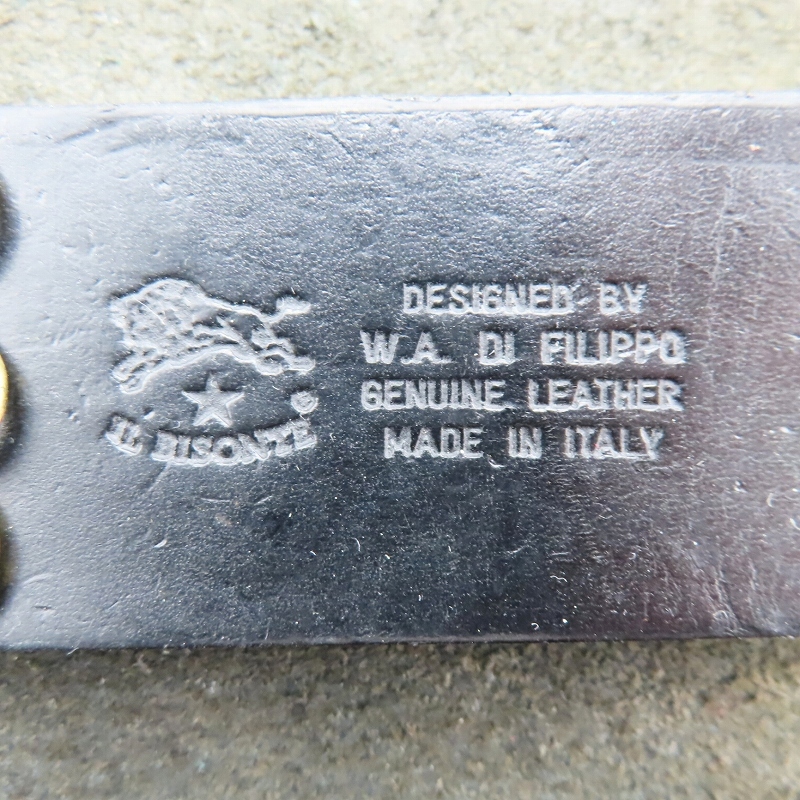 IL BISONTE ®
DESIGNED BY
W.A. DI FILIPPO
GENUINE LEATHER
MADE IN ITALY